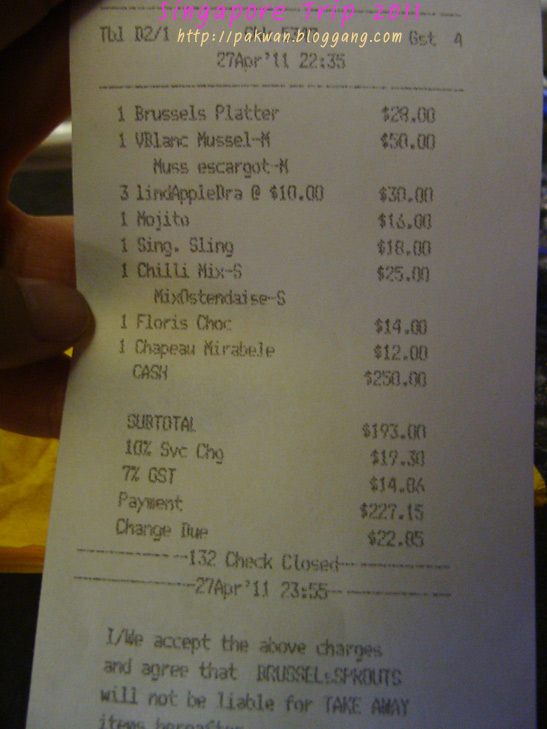 Singapore Trip 2011
http://pakwan.bloggang.com
Tbl D2/1 Gst 4
27Apr'11 22:35
1 Brussels Platter $28.00
1 VBlanc Mussel-M $50.00
Muss escargot-M
3 lindAppleDra @ $10.00 $30.00
1 Mojito $16.00
1 Sing. Sling $18.00
1 Chilli Mix-S $25.00
MixOstendaise-S
1 Floris Choc $14.00
1 Chapeau Mirabele $12.00
CASH $250.00
SUBTOTAL $193.00
10% Svc Chg $19.30
7% GST $14.86
Payment $227.15
Change Due $22.85
132 Check Closed
27Apr'11 23:55
I/We accept the above charges
and agree that BRUSSELsSPROUTS
will not be liable for TAKE AWAY
items hereafter